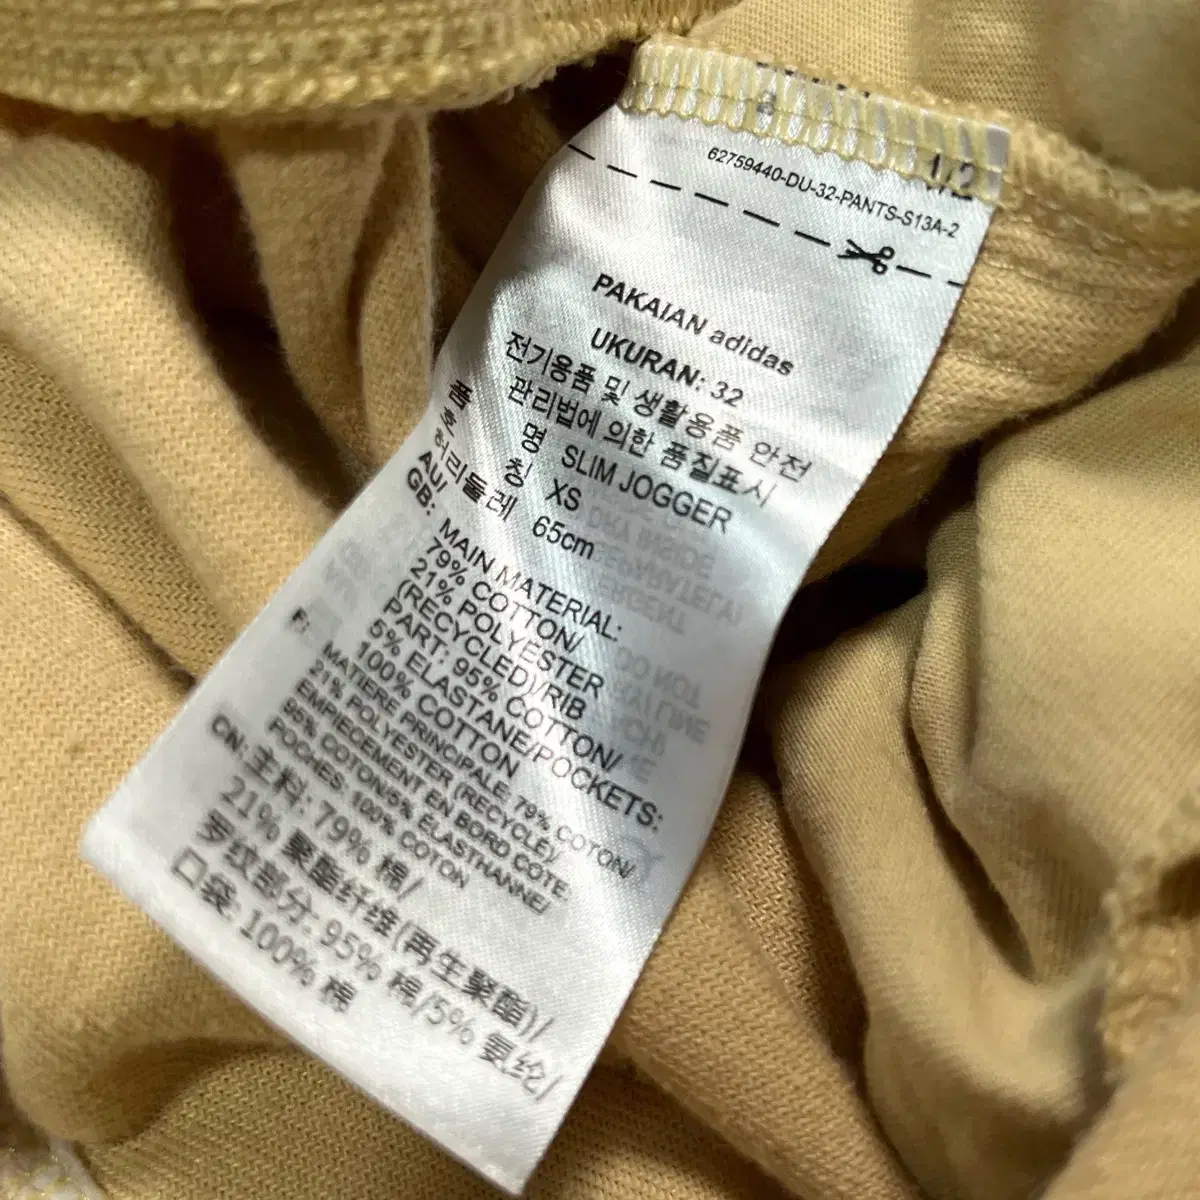 1/2
62759440-DU-32-PANTS-S13A-2
PAKAIAN adidas
UKURAN: 32
전기용품 및 생활용품 안전
관리법에 의한 품질표시
품 명 SLIM JOGGER
호 칭 XS
허리둘레 65cm
AU/
GB: MAIN MATERIAL:
79% COTTON/
21% POLYESTER
(RECYCLED)/RIB
PART: 95% COTTON/
5% ELASTANE/POCKETS:
100% COTTON
F: MATIERE PRINCIPALE: 79% COTON/
21% POLYESTER (RECYCLE)/
EMPIECEMENT EN BORD COTE:
95% COTON/5% ELASTHANNE/
POCHES: 100% COTON
CN: 主料: 79% 棉/
21% 聚酯纤维(再生聚酯)/
罗纹部分: 95% 棉/5% 氨纶/
口袋: 100% 棉